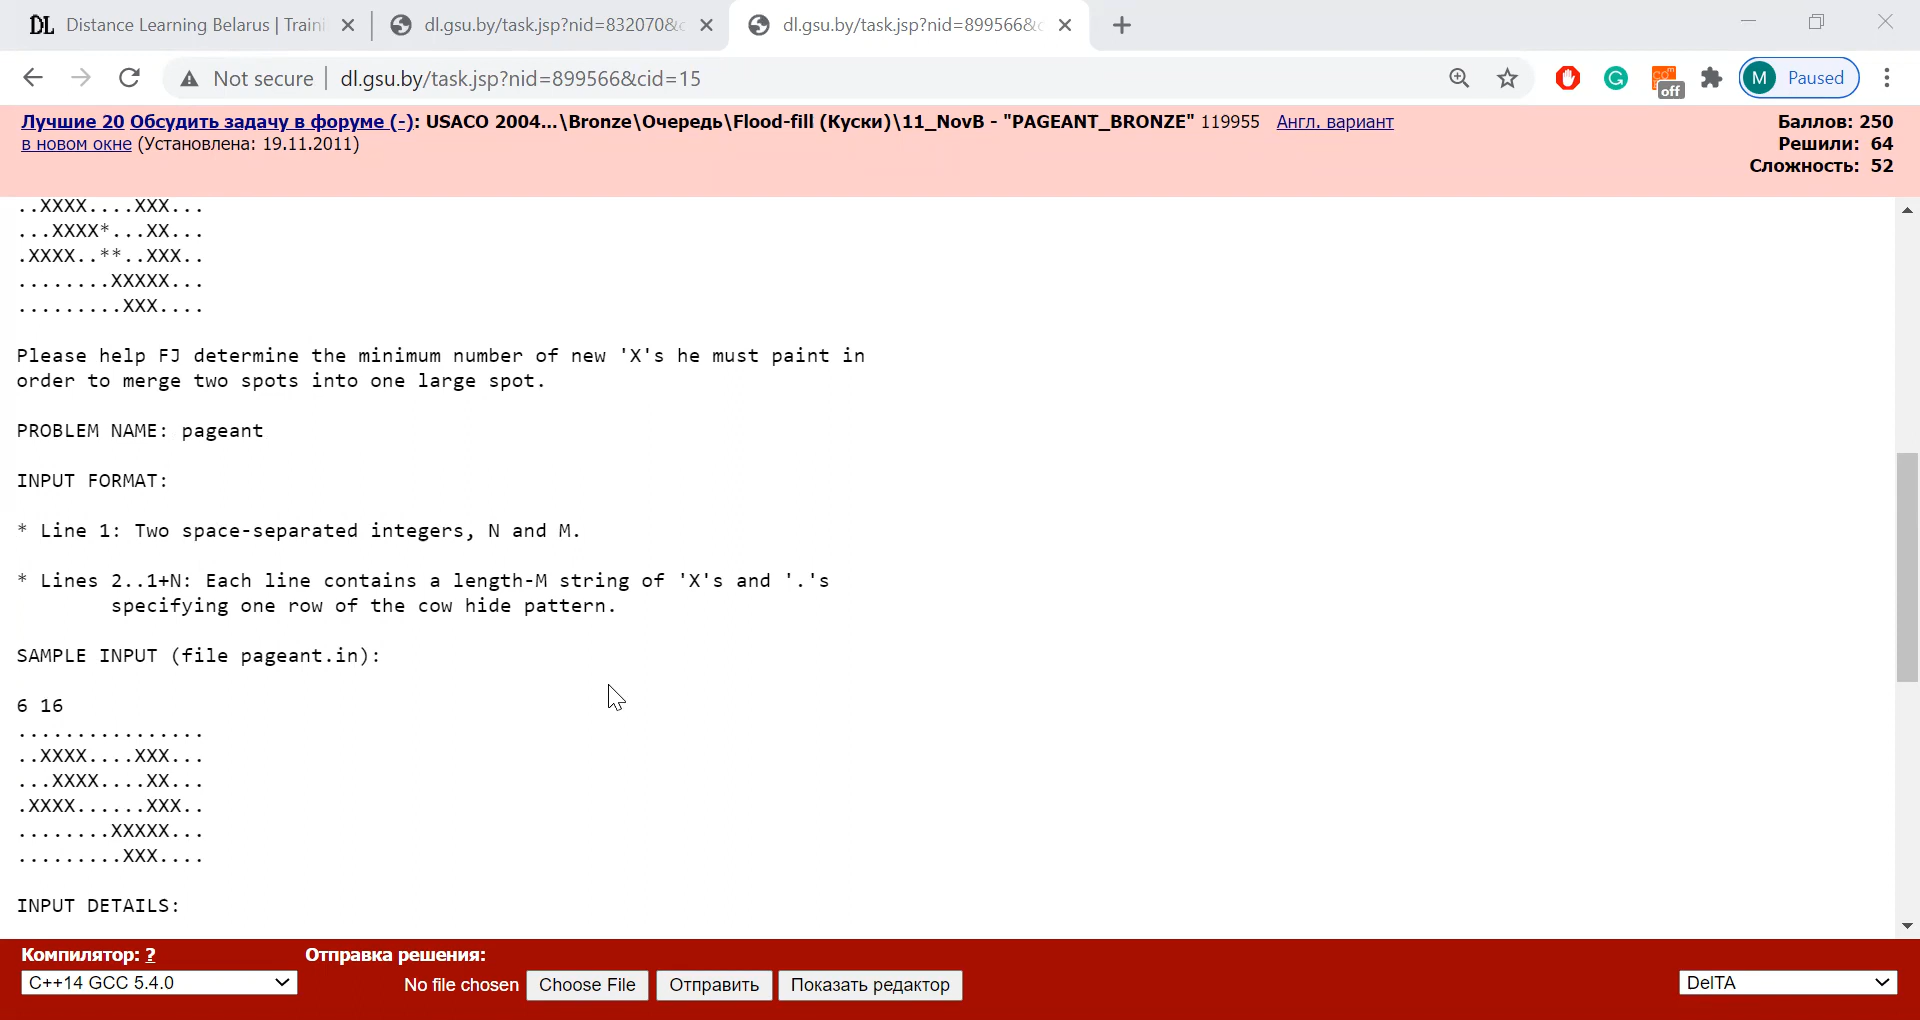 DL Distance Learning Belarus | Traini
dl.gsu.by/task.jsp?nid=832070&c
dl.gsu.by/task.jsp?nid=899566&c
Not secure | dl.gsu.by/task.jsp?nid=899566&cid=15
off
M Paused
Лучшие 20 Обсудить задачу в форуме (-): USACO 2004...\Bronze\Очередь\Flood-fill (Куски)\11_NovB - "PAGEANT_BRONZE" 119955 Англ. вариант
в новом окне (Установлена: 19.11.2011)
Баллов: 250
Решили: 64
Сложность: 52
..XXXX....XXX...
...XXXX*...XX...
.XXXX..**..XXX..
........XXXXX...
.........XXX....
Please help FJ determine the minimum number of new 'X's he must paint in
order to merge two spots into one large spot.
PROBLEM NAME: pageant
INPUT FORMAT:
* Line 1: Two space-separated integers, N and M.
* Lines 2..1+N: Each line contains a length-M string of 'X's and '.'s
specifying one row of the cow hide pattern.
SAMPLE INPUT (file pageant.in):
6 16
................
..XXXX....XXX...
...XXXX....XX...
.XXXX......XXX..
........XXXXX...
.........XXX....
INPUT DETAILS:
Компилятор: ?
Отправка решения:
C++14 GCC 5.4.0
No file chosen Choose File Отправить Показать редактор
DelTA